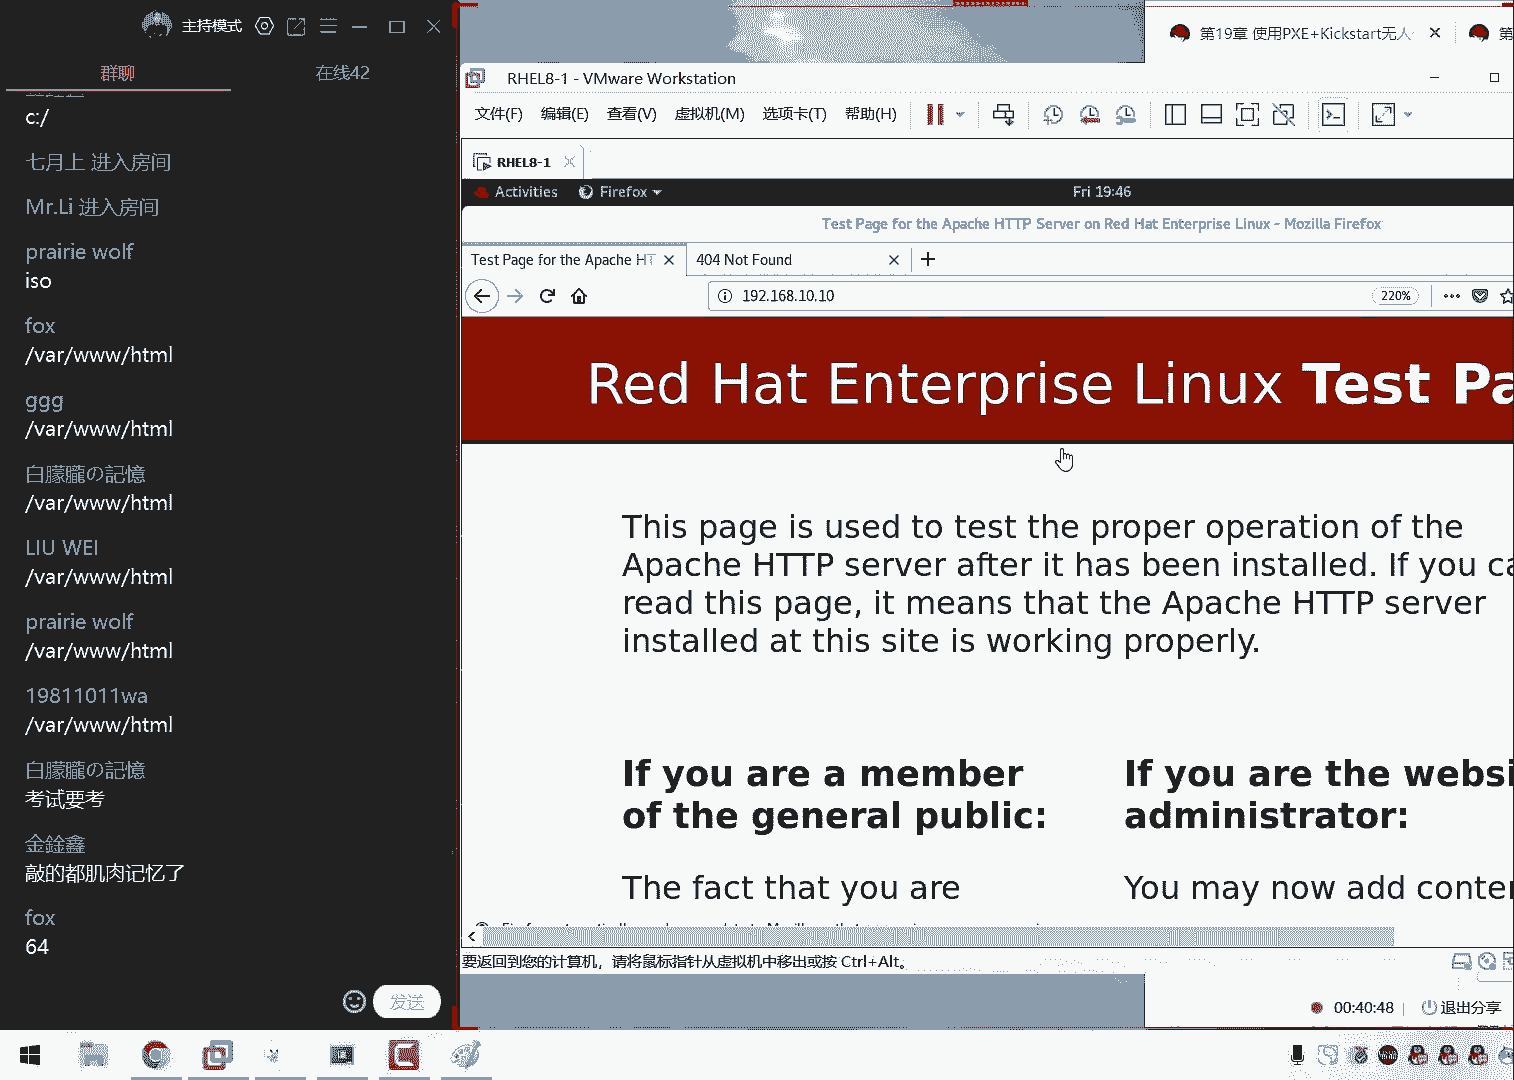 主持模式
群聊
在线42
c:/
七月上 进入房间
Mr.Li 进入房间
prairie wolf
iso
fox
/var/www/html
ggg
/var/www/html
白朦朧の記憶
/var/www/html
LIU WEI
/var/www/html
prairie wolf
/var/www/html
19811011wa
/var/www/html
白朦朧の記憶
考试要考
金銓鑫
敲的都肌肉记忆了
fox
64
发送
第19章 使用PXE+Kickstart无人
第
RHEL8-1 - VMware Workstation
文件(F) 编辑(E) 查看(V) 虚拟机(M) 选项卡(T) 帮助(H)
RHEL8-1
Activities Firefox Fri 19:46
Test Page for the Apache HTTP Server on Red Hat Enterprise Linux - Mozilla Firefox
Test Page for the Apache HT 404 Not Found
192.168.10.10 220%
Red Hat Enterprise Linux Test Pa
This page is used to test the proper operation of the
Apache HTTP server after it has been installed. If you ca
read this page, it means that the Apache HTTP server
installed at this site is working properly.
If you are a member
of the general public:
If you are the websi
administrator:
The fact that you are
You may now add conten
要返回到您的计算机，请将鼠标指针从虚拟机中移出或按 Ctrl+Alt。
00:40:48 退出分享